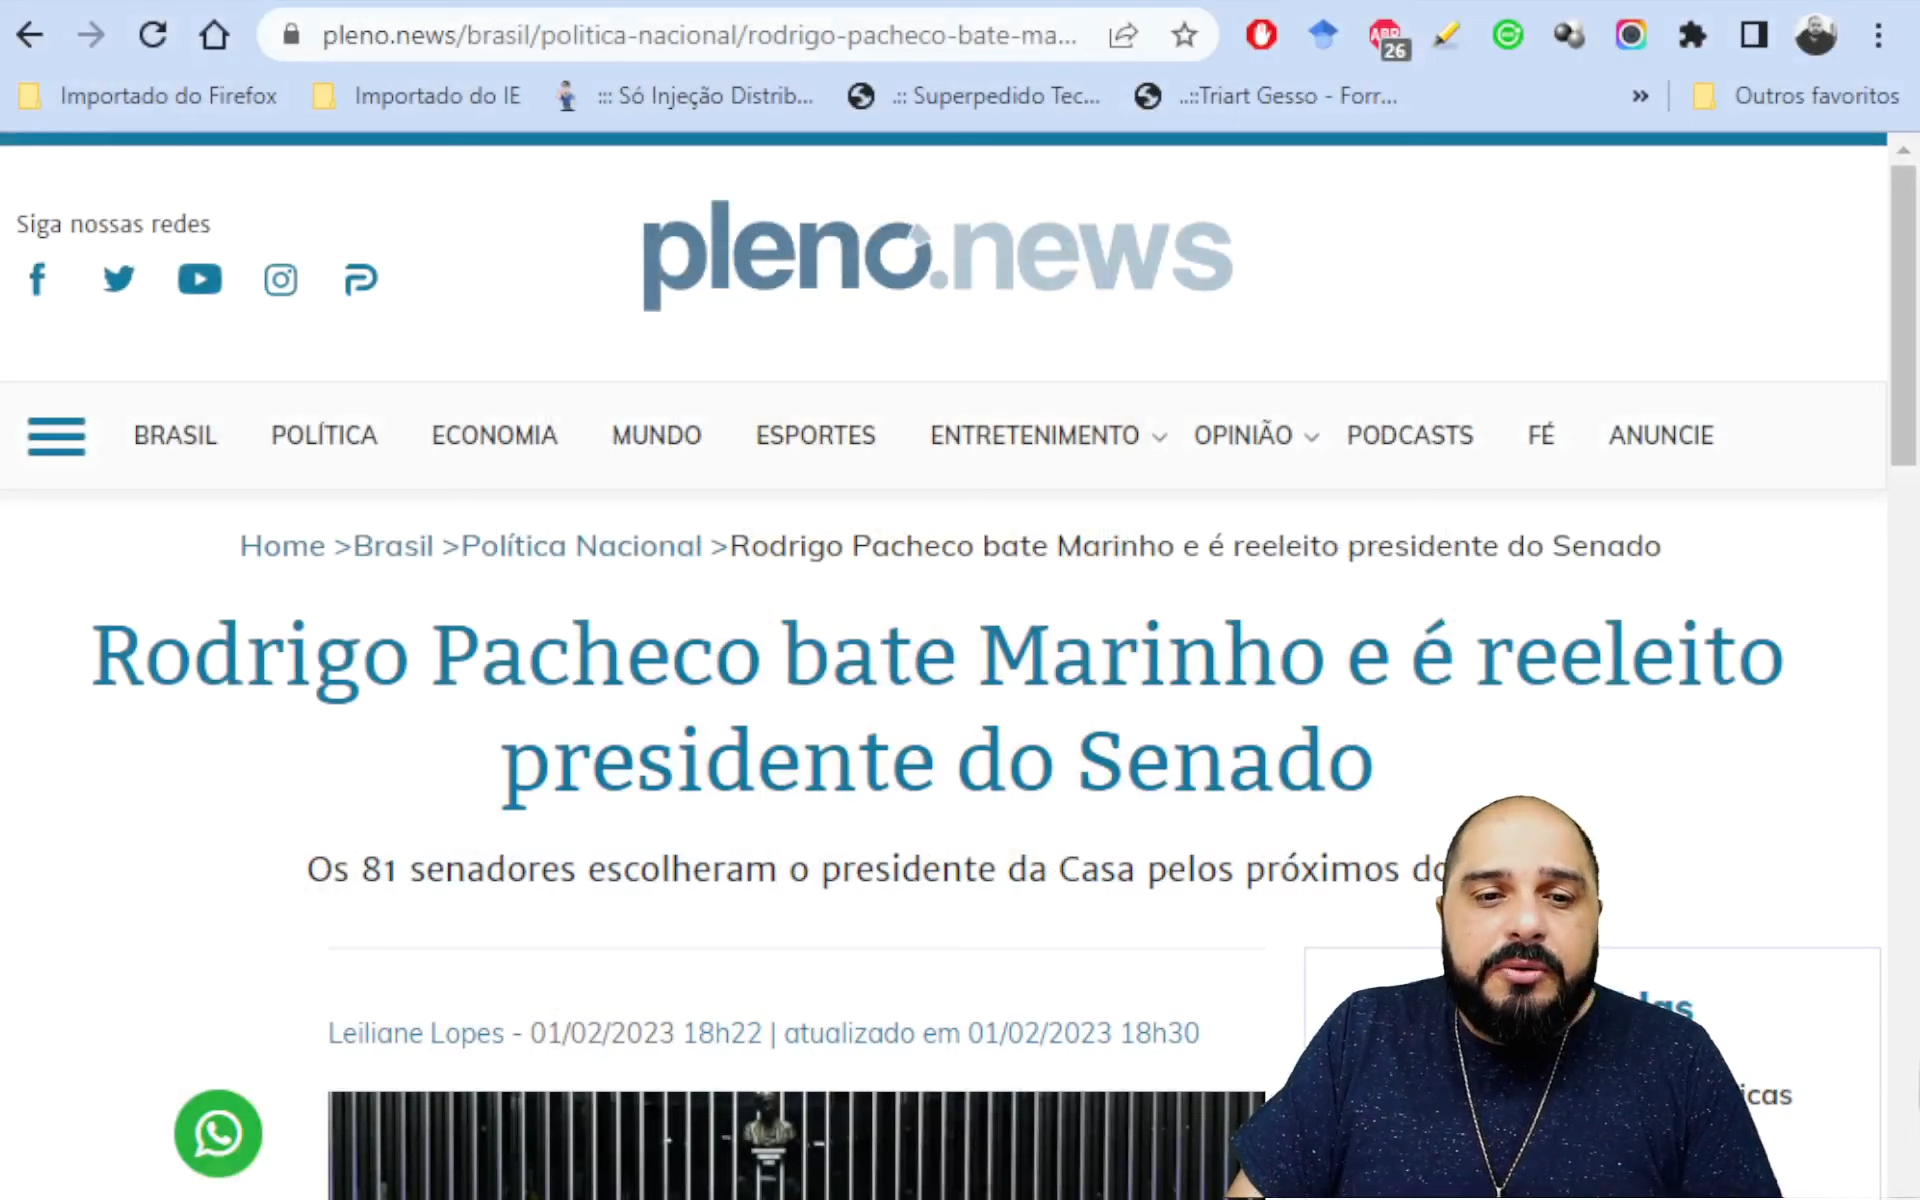 pleno.news/brasil/politica-nacional/rodrigo-pacheco-bate-ma...
26
Importado do Firefox
Importado do IE
::: Só Injeção Distrib...
.:: Superpedido Tec...
..::Triart Gesso - Forr...
»
Outros favoritos
Siga nossas redes
pleno.news
BRASIL
POLÍTICA
ECONOMIA
MUNDO
ESPORTES
ENTRETENIMENTO
OPINIÃO
PODCASTS
FÉ
ANUNCIE
Home >Brasil >Política Nacional >Rodrigo Pacheco bate Marinho e é reeleito presidente do Senado
Rodrigo Pacheco bate Marinho e é reeleito
presidente do Senado
Os 81 senadores escolheram o presidente da Casa pelos próximos
Leiliane Lopes - 01/02/2023 18h22 | atualizado em 01/02/2023 18h30